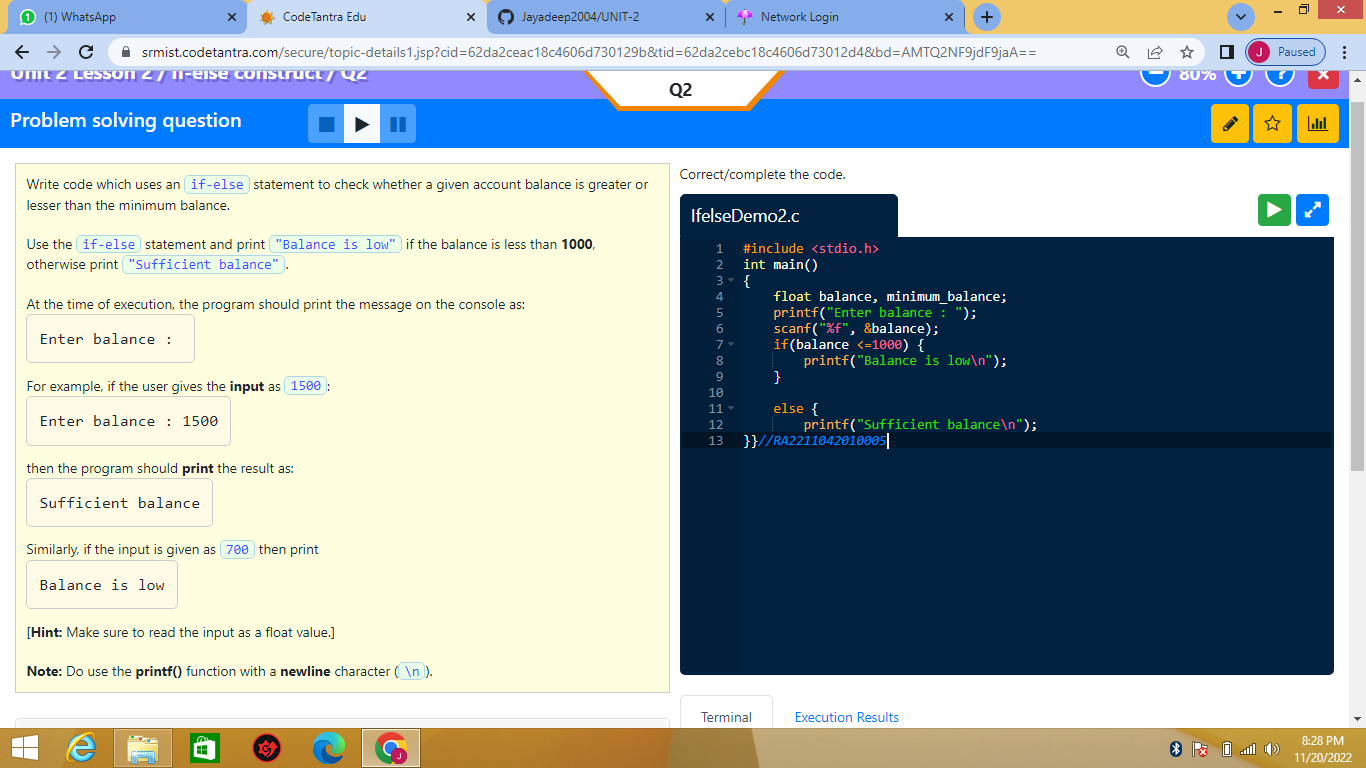 (1) WhatsApp
CodeTantra Edu
Jayadeep2004/UNIT-2
Network Login
srmist.codetantra.com/secure/topic-details1.jsp?cid=62da2ceac18c4606d730129b&tid=62da2cebc18c4606d73012d4&bd=AMTQ2NF9jdF9jaA==
J Paused
Unit 2 Lesson 2 / if-else construct / Q2
Q2
80%
?
Problem solving question
Write code which uses an if-else statement to check whether a given account balance is greater or
lesser than the minimum balance.
Use the if-else statement and print "Balance is low" if the balance is less than 1000,
otherwise print "Sufficient balance".
At the time of execution, the program should print the message on the console as:
Enter balance :
For example, if the user gives the input as 1500:
Enter balance : 1500
then the program should print the result as:
Sufficient balance
Similarly, if the input is given as 700 then print
Balance is low
[Hint: Make sure to read the input as a float value.]
Note: Do use the printf() function with a newline character ( \n ).
Correct/complete the code.
IfelseDemo2.c
1 #include <stdio.h>
2 int main()
3 {
4 float balance, minimum_balance;
5 printf("Enter balance : ");
6 scanf("%f", &balance);
7 if(balance <=1000) {
8 printf("Balance is low\n");
9 }
10
11 else {
12 printf("Sufficient balance\n");
13 }}//RA2211042010005
Terminal
Execution Results
J
8:28 PM
11/20/2022